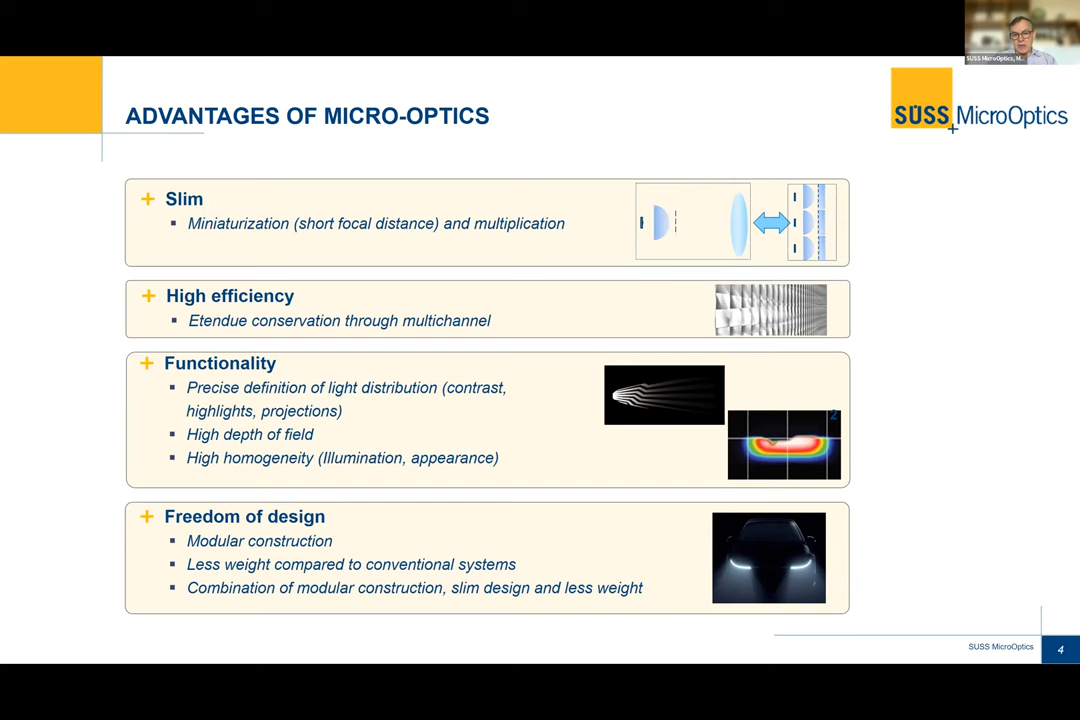 SUSS MicroOptics, M...
SÜSS MicroOptics
ADVANTAGES OF MICRO-OPTICS
+ Slim
▪ Miniaturization (short focal distance) and multiplication
+ High efficiency
▪ Etendue conservation through multichannel
+ Functionality
▪ Precise definition of light distribution (contrast,
highlights, projections)
▪ High depth of field
▪ High homogeneity (Illumination, appearance)
2
+ Freedom of design
▪ Modular construction
▪ Less weight compared to conventional systems
▪ Combination of modular construction, slim design and less weight
SUSS MicroOptics
4